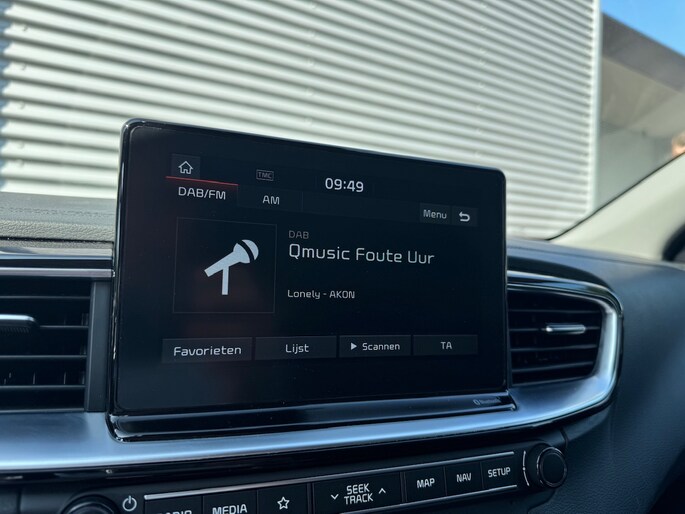 TMC
09:49
DAB/FM
AM
Menu
DAB
Qmusic Foute Uur
Lonely - AKON
Favorieten
Lijst
Scannen
TA
RADIO
MEDIA
SEEK
TRACK
MAP
NAV
SETUP